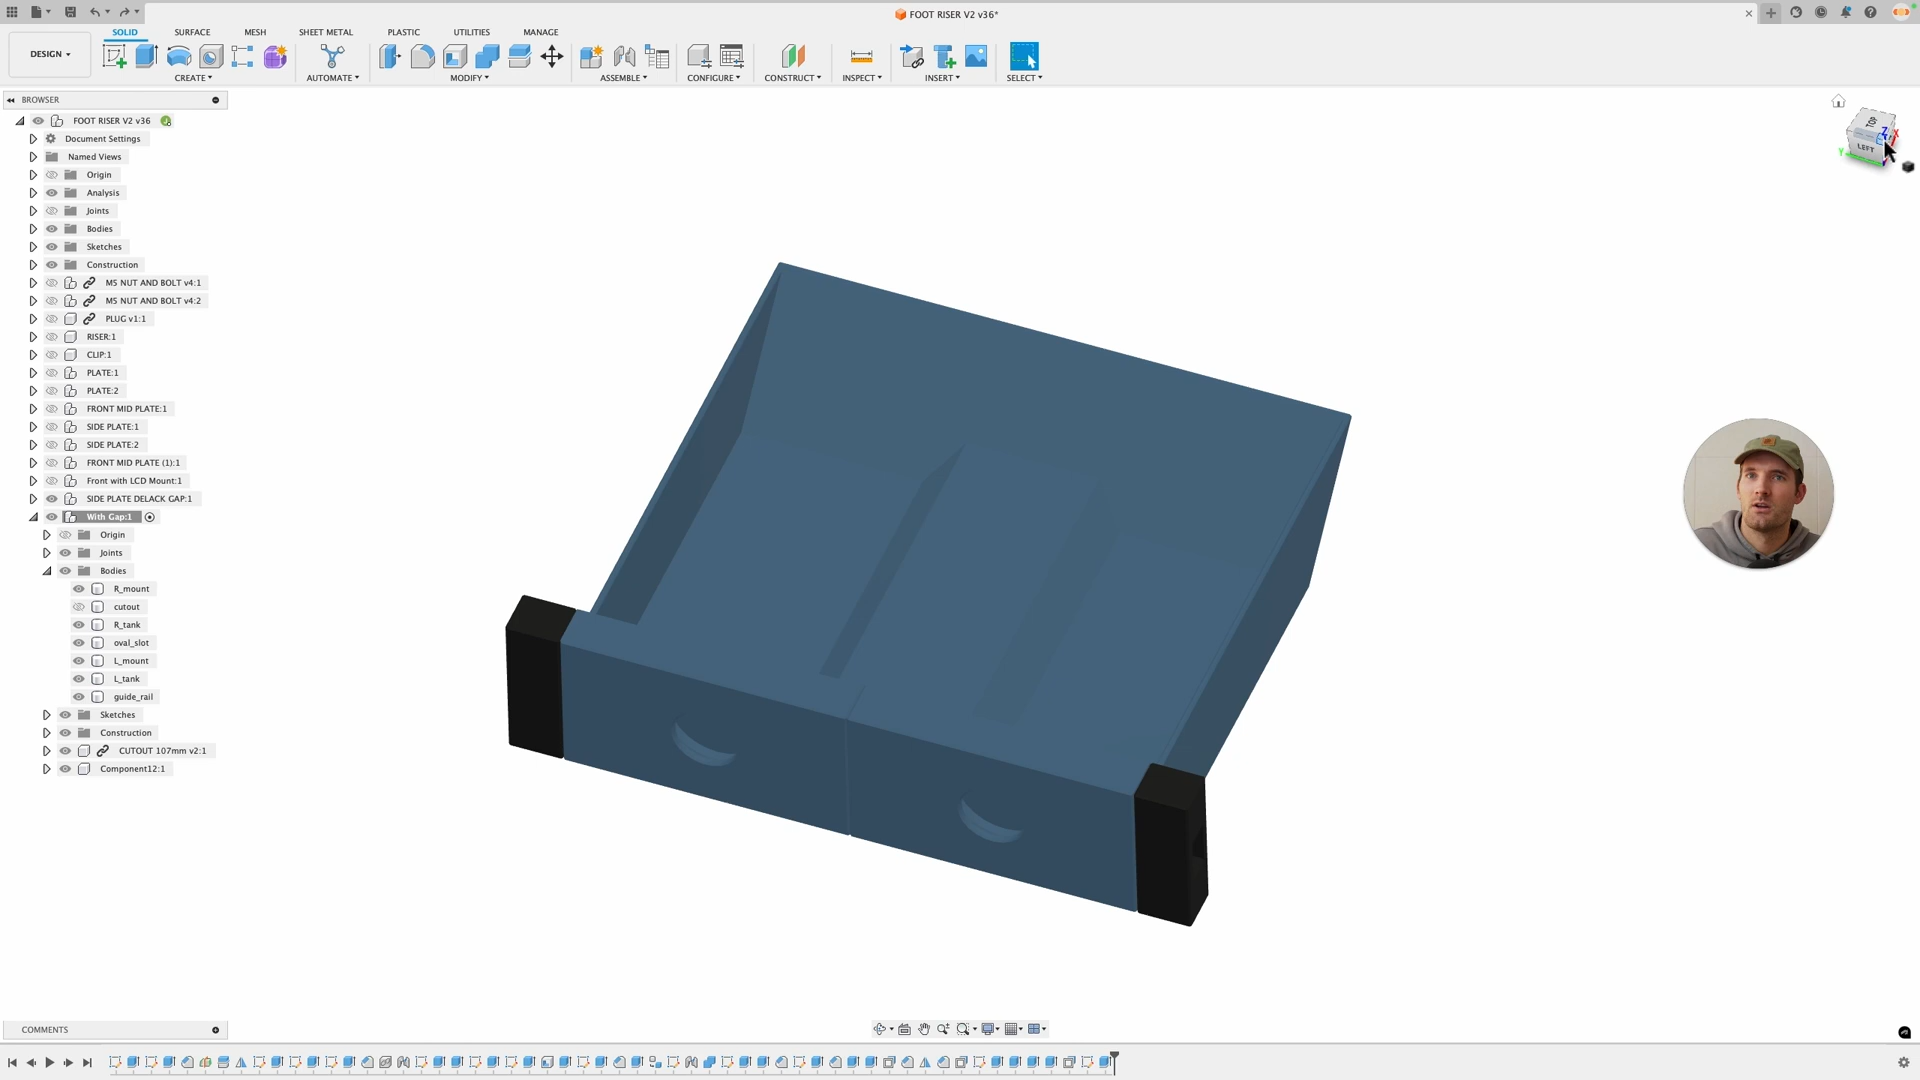 FOOT RISER V2 v36*
DESIGN
SOLID
SURFACE
MESH
SHEET METAL
PLASTIC
UTILITIES
MANAGE
CREATE
AUTOMATE
MODIFY
ASSEMBLE
CONFIGURE
CONSTRUCT
INSPECT
INSERT
SELECT
BROWSER
FOOT RISER V2 v36
Document Settings
Named Views
Origin
Analysis
Joints
Bodies
Sketches
Construction
M5 NUT AND BOLT v4:1
M5 NUT AND BOLT v4:2
PLUG v1:1
RISER:1
CLIP:1
PLATE:1
PLATE:2
FRONT MID PLATE:1
SIDE PLATE:1
SIDE PLATE:2
FRONT MID PLATE (1):1
Front with LCD Mount:1
SIDE PLATE DELACK GAP:1
With Gap:1
Origin
Joints
Bodies
R_mount
cutout
R_tank
oval_slot
L_mount
L_tank
guide_rail
Sketches
Construction
CUTOUT 107mm v2:1
Component12:1
TOP
LEFT
Z
X
Y
COMMENTS